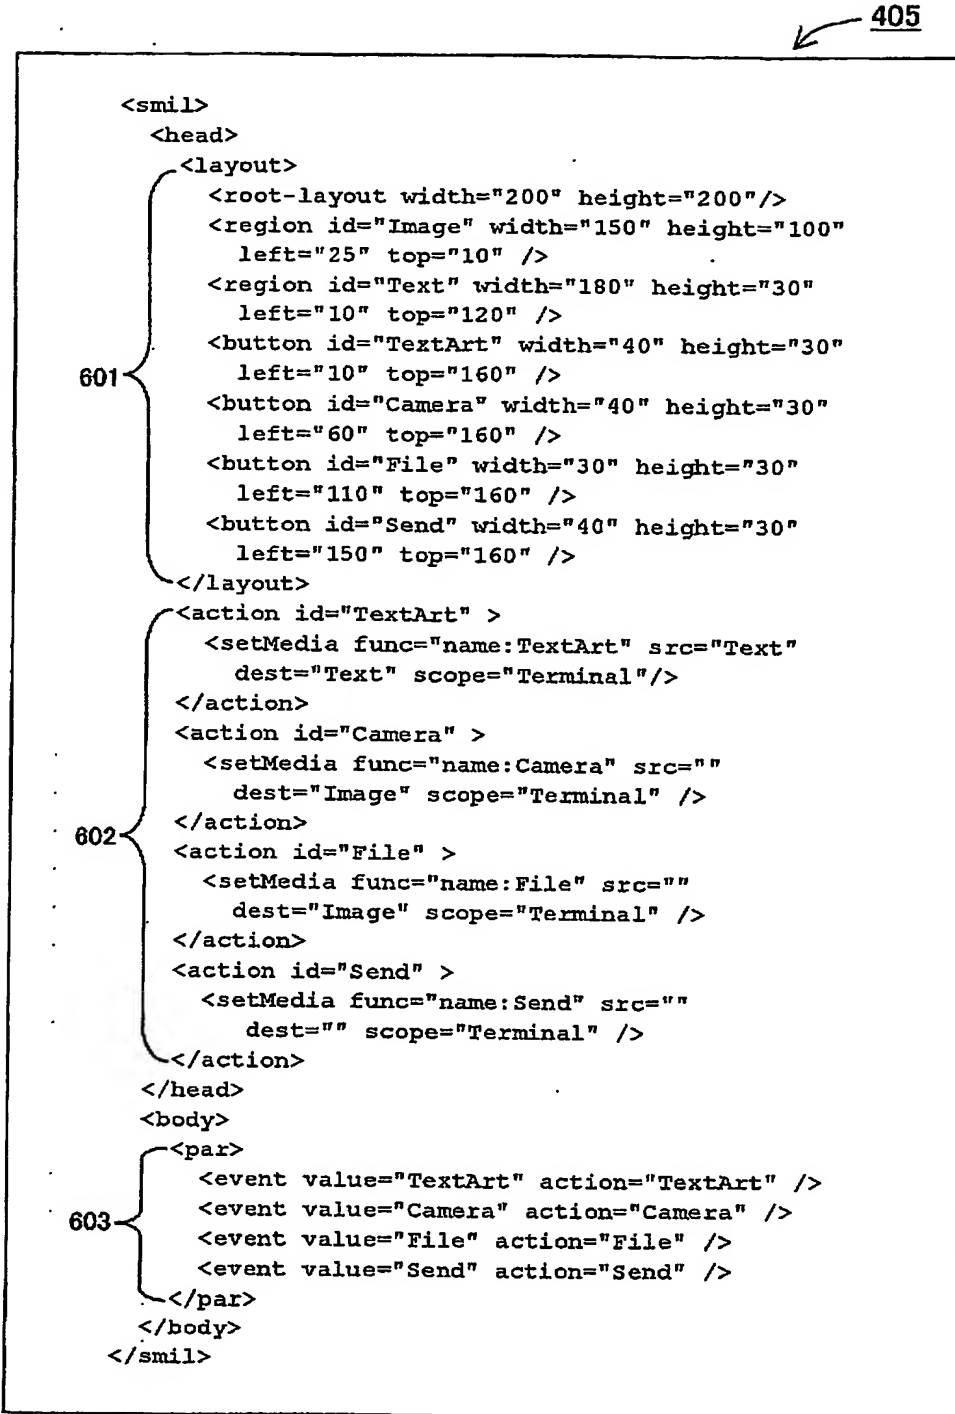 405
<smil>
<head>
<layout>
<root-layout width="200" height="200"/>
<region id="Image" width="150" height="100"
left="25" top="10" />
<region id="Text" width="180" height="30"
left="10" top="120" />
<button id="TextArt" width="40" height="30"
left="10" top="160" />
601
<button id="Camera" width="40" height="30"
left="60" top="160" />
<button id="File" width="30" height="30"
left="110" top="160" />
<button id="Send" width="40" height="30"
left="150" top="160" />
</layout>
<action id="TextArt" >
<setMedia func="name:TextArt" src="Text"
dest="Text" scope="Terminal"/>
</action>
<action id="Camera" >
<setMedia func="name:Camera" src=""
dest="Image" scope="Terminal" />
</action>
602
<action id="File" >
<setMedia func="name:File" src=""
dest="Image" scope="Terminal" />
</action>
<action id="Send" >
<setMedia func="name:Send" src=""
dest="" scope="Terminal" />
</action>
</head>
<body>
<par>
<event value="TextArt" action="TextArt" />
<event value="Camera" action="Camera" />
603
<event value="File" action="File" />
<event value="Send" action="Send" />
</par>
</body>
</smil>